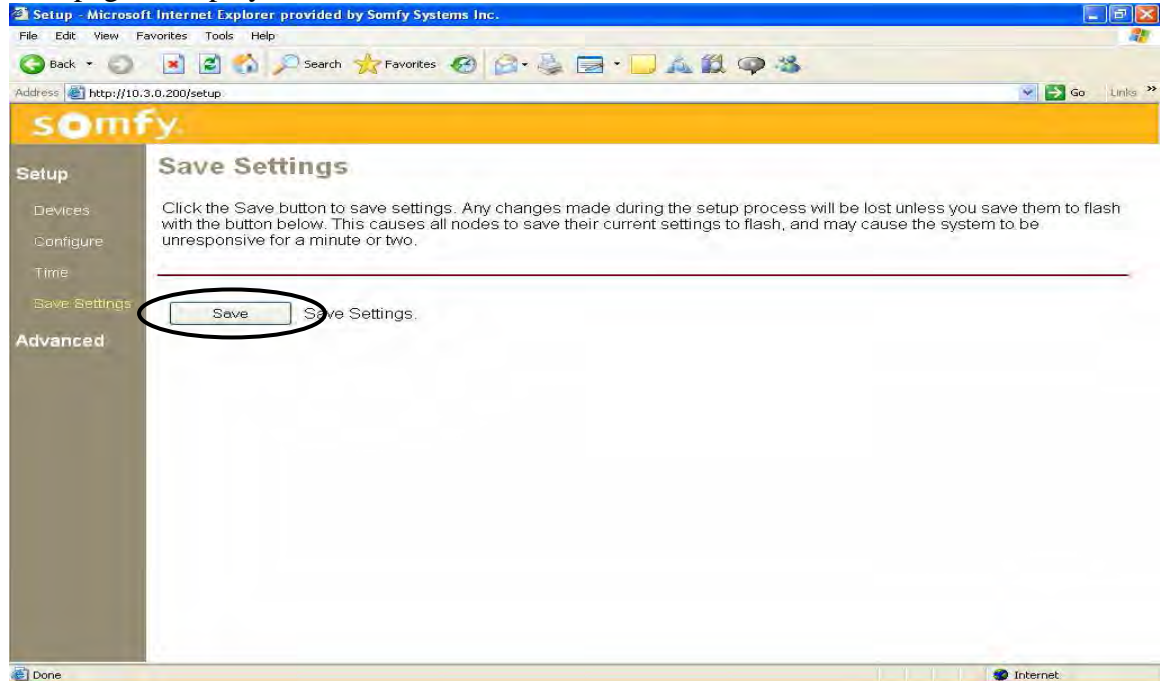 Setup - Microsoft Internet Explorer provided by Somfy Systems Inc.
File Edit View Favorites Tools Help
Back Search Favorites
Address http://10.3.0.200/setup Go Links »
somfy.
Setup
Devices
Configure
Time
Save Settings
Advanced
Save Settings
Click the Save button to save settings. Any changes made during the setup process will be lost unless you save them to flash
with the button below. This causes all nodes to save their current settings to flash, and may cause the system to be
unresponsive for a minute or two.
Save Save Settings.
Done Internet